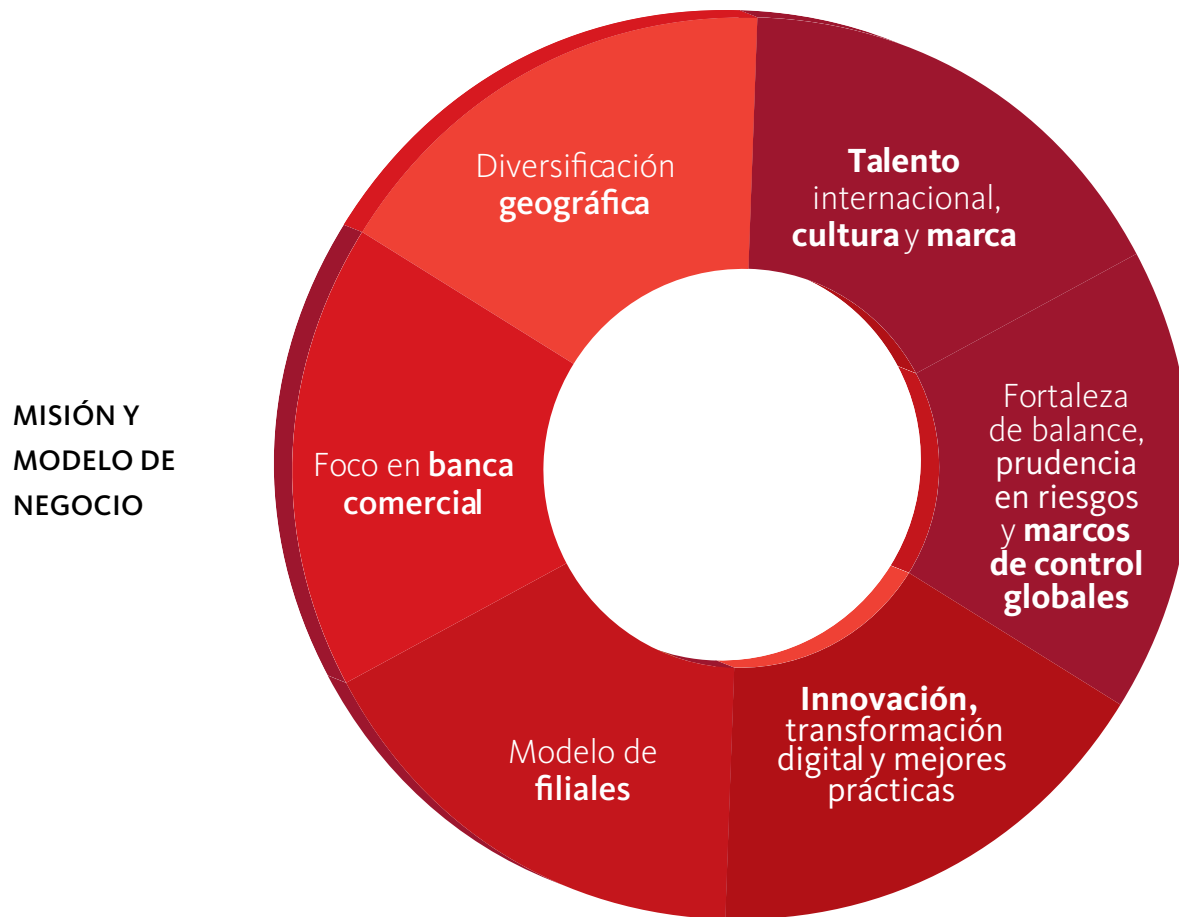 MISIÓN Y
MODELO DE
NEGOCIO
Diversificación
geográfica
Talento
internacional,
cultura y marca
Fortaleza
de balance,
prudencia
en riesgos
y marcos
de control
globales
Innovación,
transformación
digital y mejores
prácticas
Modelo de
filiales
Foco en banca
comercial